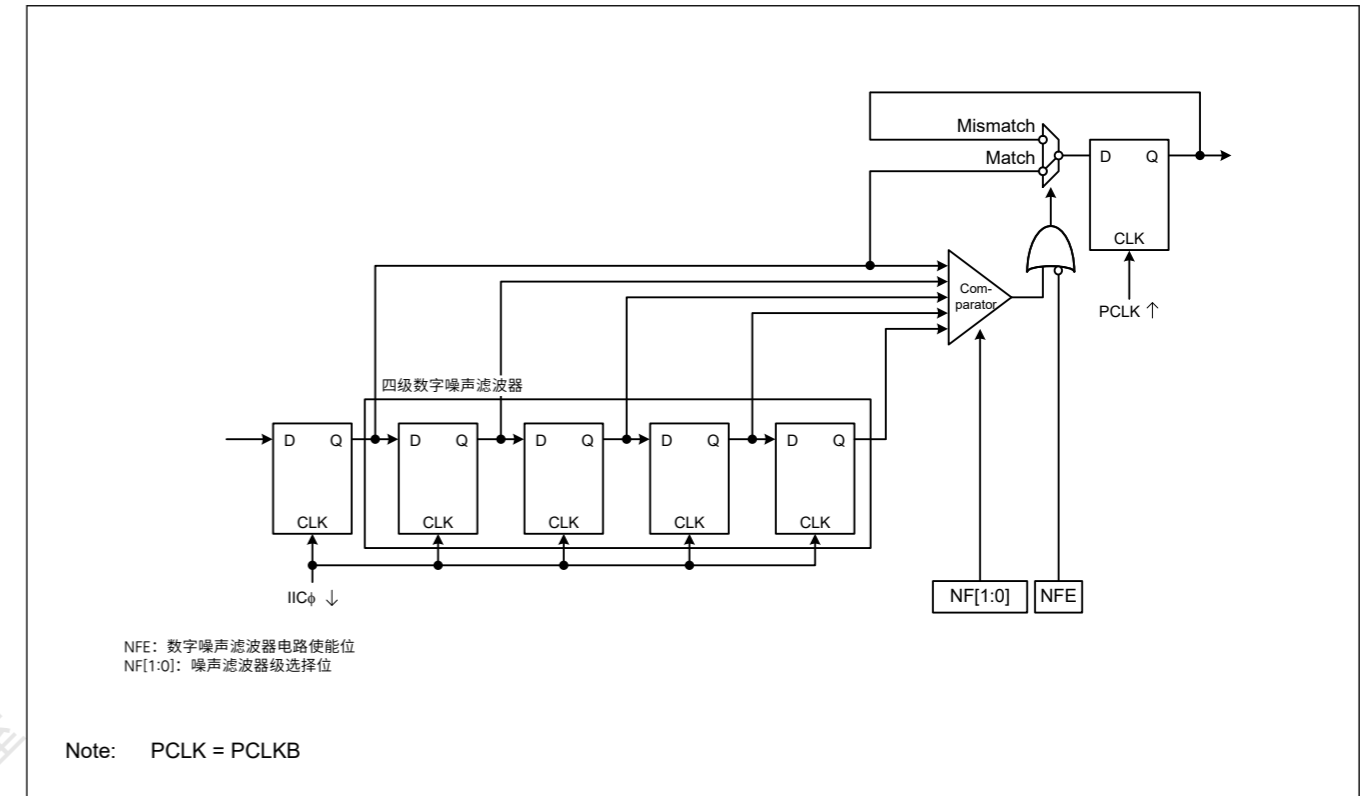 Mismatch
Match
D Q
CLK
PCLK ↑
Com-
parator
四级数字噪声滤波器
D Q D Q D Q D Q D Q
CLK CLK CLK CLK CLK
IICϕ ↓
NF[1:0] NFE
NFE：数字噪声滤波器电路使能位
NF[1:0]：噪声滤波器级选择位
Note: PCLK = PCLKB